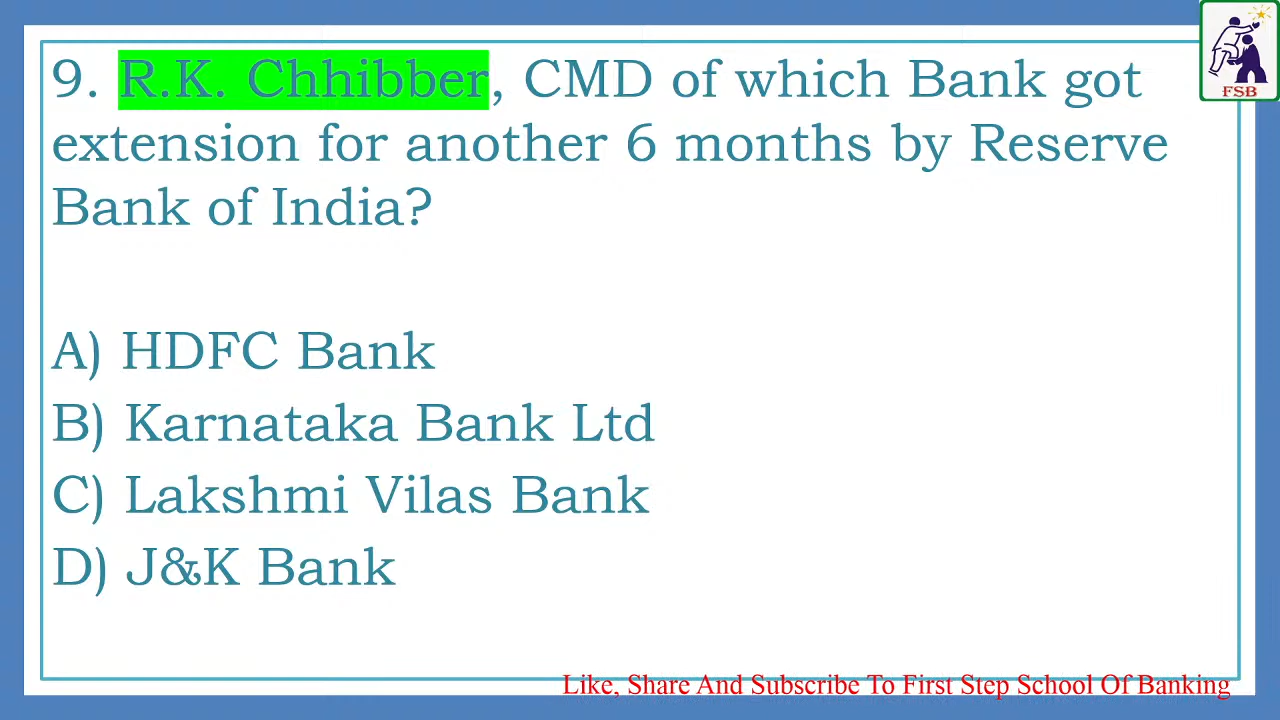 9. R.K. Chhibber, CMD of which Bank got
extension for another 6 months by Reserve
Bank of India?
A) HDFC Bank
B) Karnataka Bank Ltd
C) Lakshmi Vilas Bank
D) J&K Bank
FSB
Like, Share And Subscribe To First Step School Of Banking